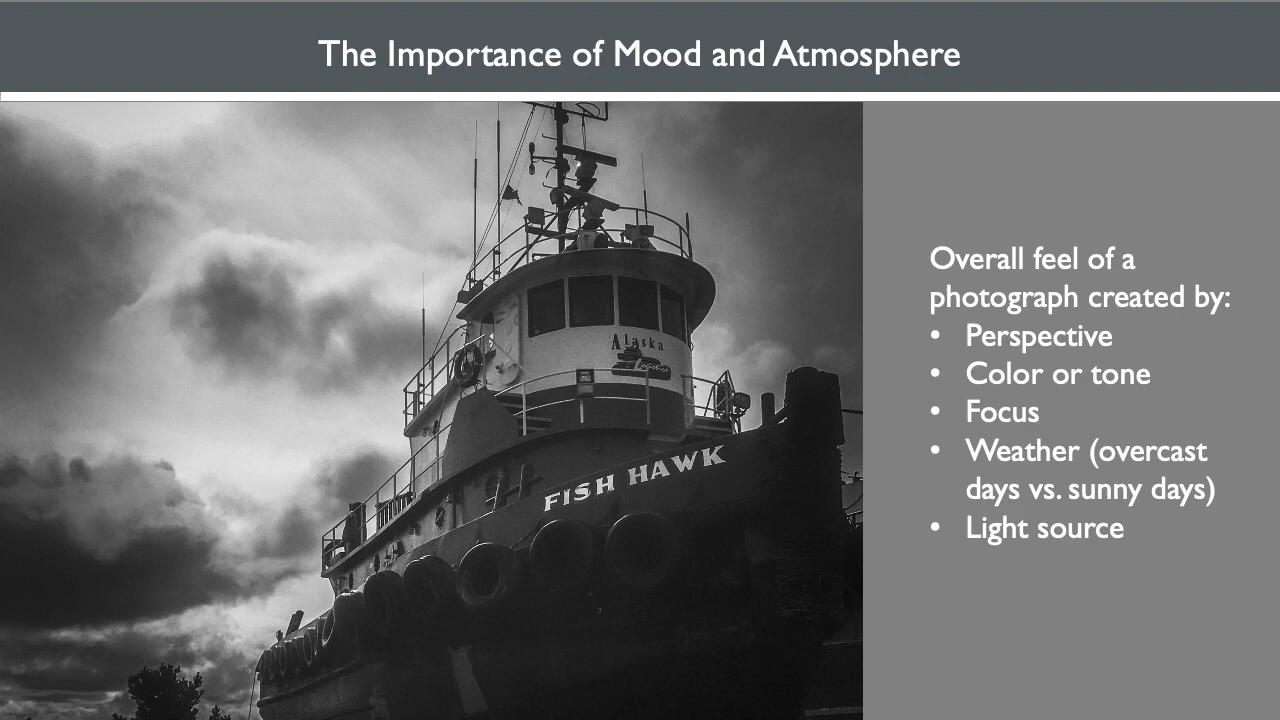 The Importance of Mood and Atmosphere
Alaska
FISH HAWK
Overall feel of a
photograph created by:
• Perspective
• Color or tone
• Focus
• Weather (overcast
days vs. sunny days)
• Light source